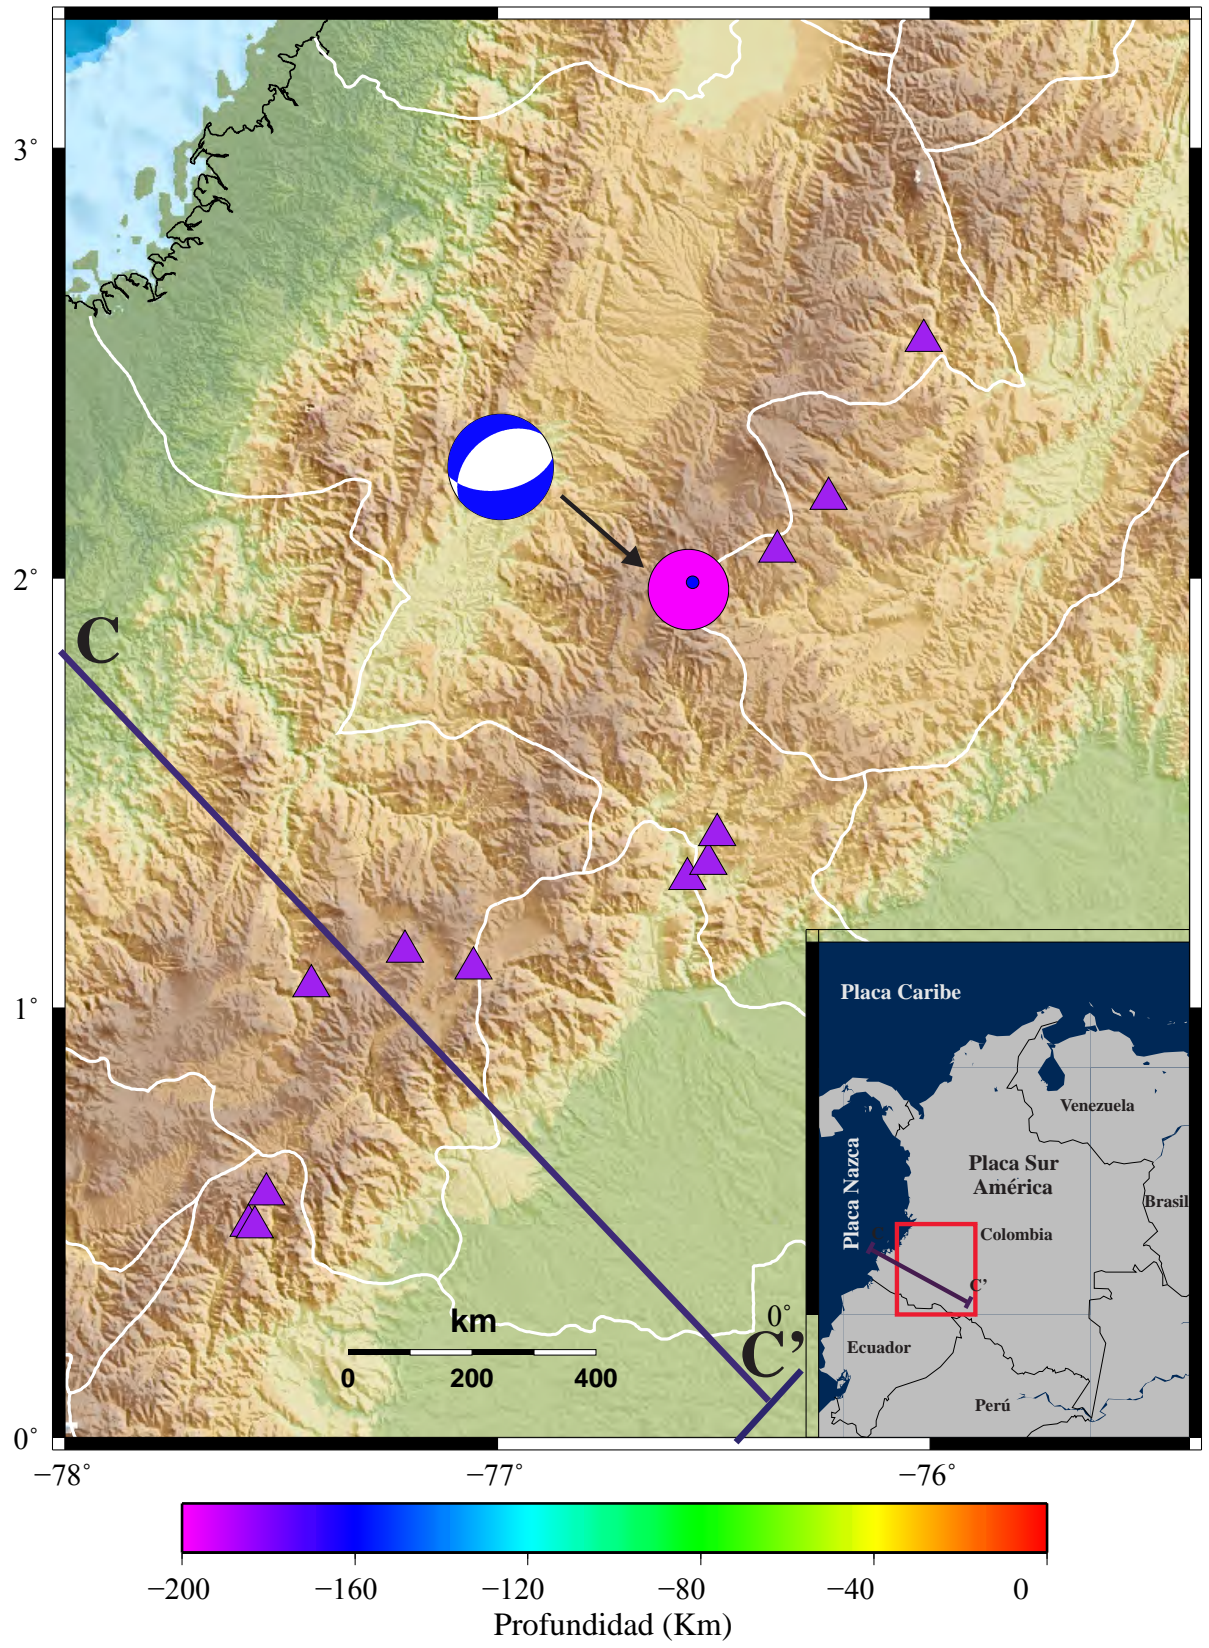 3°
2°
1°
0°
C
C’
km
0 200 400
Placa Caribe
Venezuela
Placa Nazca
Placa Sur
América
Brasil
Colombia
C’
0°
Ecuador
Perú
−78° −77° −76°
−200 −160 −120 −80 −40 0
Profundidad (Km)